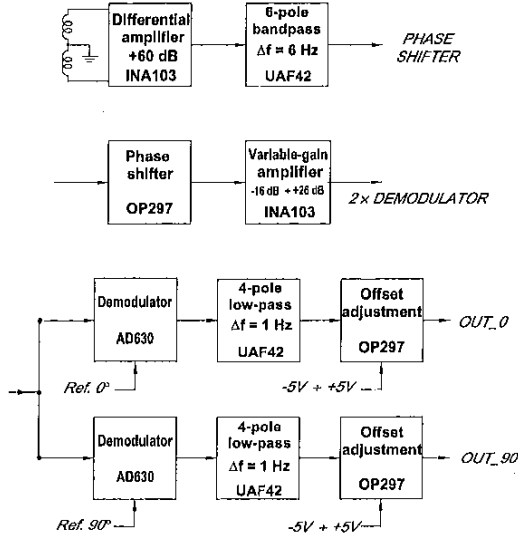 Differential
amplifier
+60 dB
INA103
6-pole
bandpass
Δf = 6 Hz
UAF42
PHASE
SHIFTER
Phase
shifter
OP297
Variable-gain
amplifier
-16 dB ÷ +26 dB
INA103
2 × DEMODULATOR
Demodulator
AD630
4-pole
low-pass
Δf = 1 Hz
UAF42
Offset
adjustment
OP297
OUT_0
Ref. 0°
-5V ÷ +5V
Demodulator
AD630
4-pole
low-pass
Δf = 1 Hz
UAF42
Offset
adjustment
OP297
OUT_90
Ref. 90°
-5V ÷ +5V